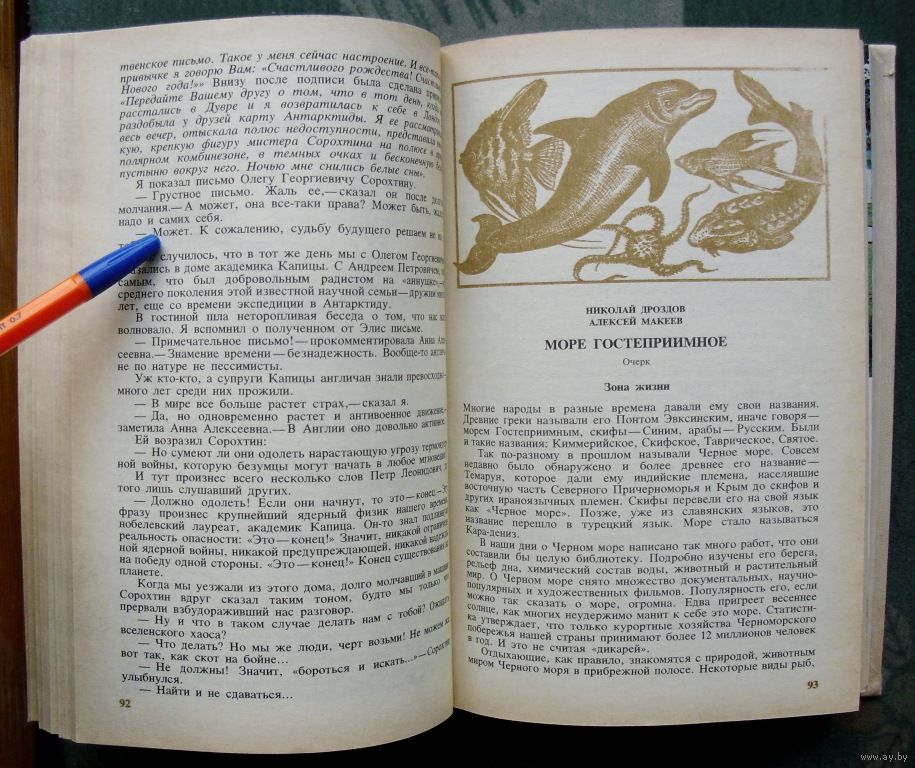 твенское письмо. Такое у меня сейчас настроение. И все-таки
привычке я говорю Вам: «Счастливого рождества!
Нового года!»» Внизу после подписи была сделана
«Передайте Вашему другу о том, что в тот день,
расстались в Дувре и я возвратилась к себе в
раздобыла у друзей карту Антарктиды. Я ее
весь вечер, отыскала полюс недоступности,
кую, крепкую фигуру мистера Сорохтина на полюсе
полярном комбинезоне, в темных очках и бесконечную
пустыню вокруг него. Ночью мне снились белые сны».
Я показал письмо Олегу Георгиевичу Сорохтину.
— Грустное письмо. Жаль ее,— сказал он после
молчания.— А может, она все-таки права? Может быть,
надо и самих себя.
— Может. К сожалению, судьбу будущего решаем не
случилось, что в тот же день мы с Олегом
оказались в доме академика Капицы. С Андреем Петровичем,
самым, что был добровольным радистом на «аннушке»,—
среднего поколения этой известной научной семьи — дружим
лет, еще со времени экспедиции в Антарктиду.
В гостиной шла неторопливая беседа о том, что нас
волновало. Я вспомнил о полученном от Элис письме.
— Примечательное письмо! — прокомментировала Анна
сеевна.— Знамение времени — безнадежность. Вообще-то англичане
не по натуре не пессимисты.
Уж кто-кто, а супруги Капицы англичан знали превосходно—
много лет среди них прожили.
— В мире все больше растет страх,— сказал я.
— Да, но одновременно растет и антивоенное движение,—
заметила Анна Алексеевна.— В Англии оно довольно активное.
Ей возразил Сорохтин:
— Но сумеют ли они одолеть нарастающую угрозу
ной войны, которую безумцы могут начать в любое мгновение
И тут произнес всего несколько слов Петр Леонидович, до
того лишь слушавший других.
— Должно одолеть! Если они начнут, то это — конец—
фразу произнес крупнейший ядерный физик нашего времени,
нобелевский лауреат, академик Капица. Он-то знал
реальность опасности: «Это — конец!» Значит, никакой
ной ядерной войны, никакой предупреждающей, никакой надежды
на победу одной стороны. «Это — конец!» Конец существования на
планете.
Когда мы уезжали из этого дома, долго молчавший в машине
Сорохтин вдруг сказал таким тоном, будто мы только что
прервали взбудораживший нас разговор.
— Ну и что в таком случае делать нам с тобой?
вселенского хаоса?
— Что делать? Но мы же люди, черт возьми! Не можем же
вот так, как скот на бойне...
— Не должны! Значит, «бороться и искать...» — Сорохтин
улыбнулся.
— Найти и не сдаваться...
92
НИКОЛАЙ ДРОЗДОВ
АЛЕКСЕЙ МАКЕЕВ
МОРЕ ГОСТЕПРИИМНОЕ
Очерк
Зона жизни
Многие народы в разные времена давали ему свои названия.
Древние греки называли его Понтом Эвксинским, иначе говоря —
морем Гостеприимным, скифы — Синим, арабы — Русским. Были
и такие названия: Киммерийское, Скифское, Таврическое, Святое.
Так по-разному в прошлом называли Черное море. Совсем
недавно было обнаружено и более древнее его название —
Темарун, которое дали ему индийские племена, населявшие
восточную часть Северного Причерноморья и Крым до скифов и
других ираноязычных племен. Скифы перевели его на свой язык
как «Черное море». Позже, уже из славянских языков, это
название перешло в турецкий язык. Море стало называться
Кара-дениз.
В наши дни о Черном море написано так много работ, что они
составили бы целую библиотеку. Подробно изучены его берега,
рельеф дна, химический состав воды, животный и растительный
мир. О Черном море снято множество документальных, научно-
популярных и художественных фильмов. Популярность его, если
можно так сказать о море, огромна. Едва пригреет весеннее
солнце, как многих неудержимо манит к себе это море. Статисти-
ка утверждает, что только курортные хозяйства Черноморского
побережья нашей страны принимают более 12 миллионов человек
в год. И это не считая «дикарей».
Отдыхающие, как правило, знакомятся с природой, животным
миром Черного моря в прибрежной полосе. Некоторые виды рыб,
93
www.ay.by